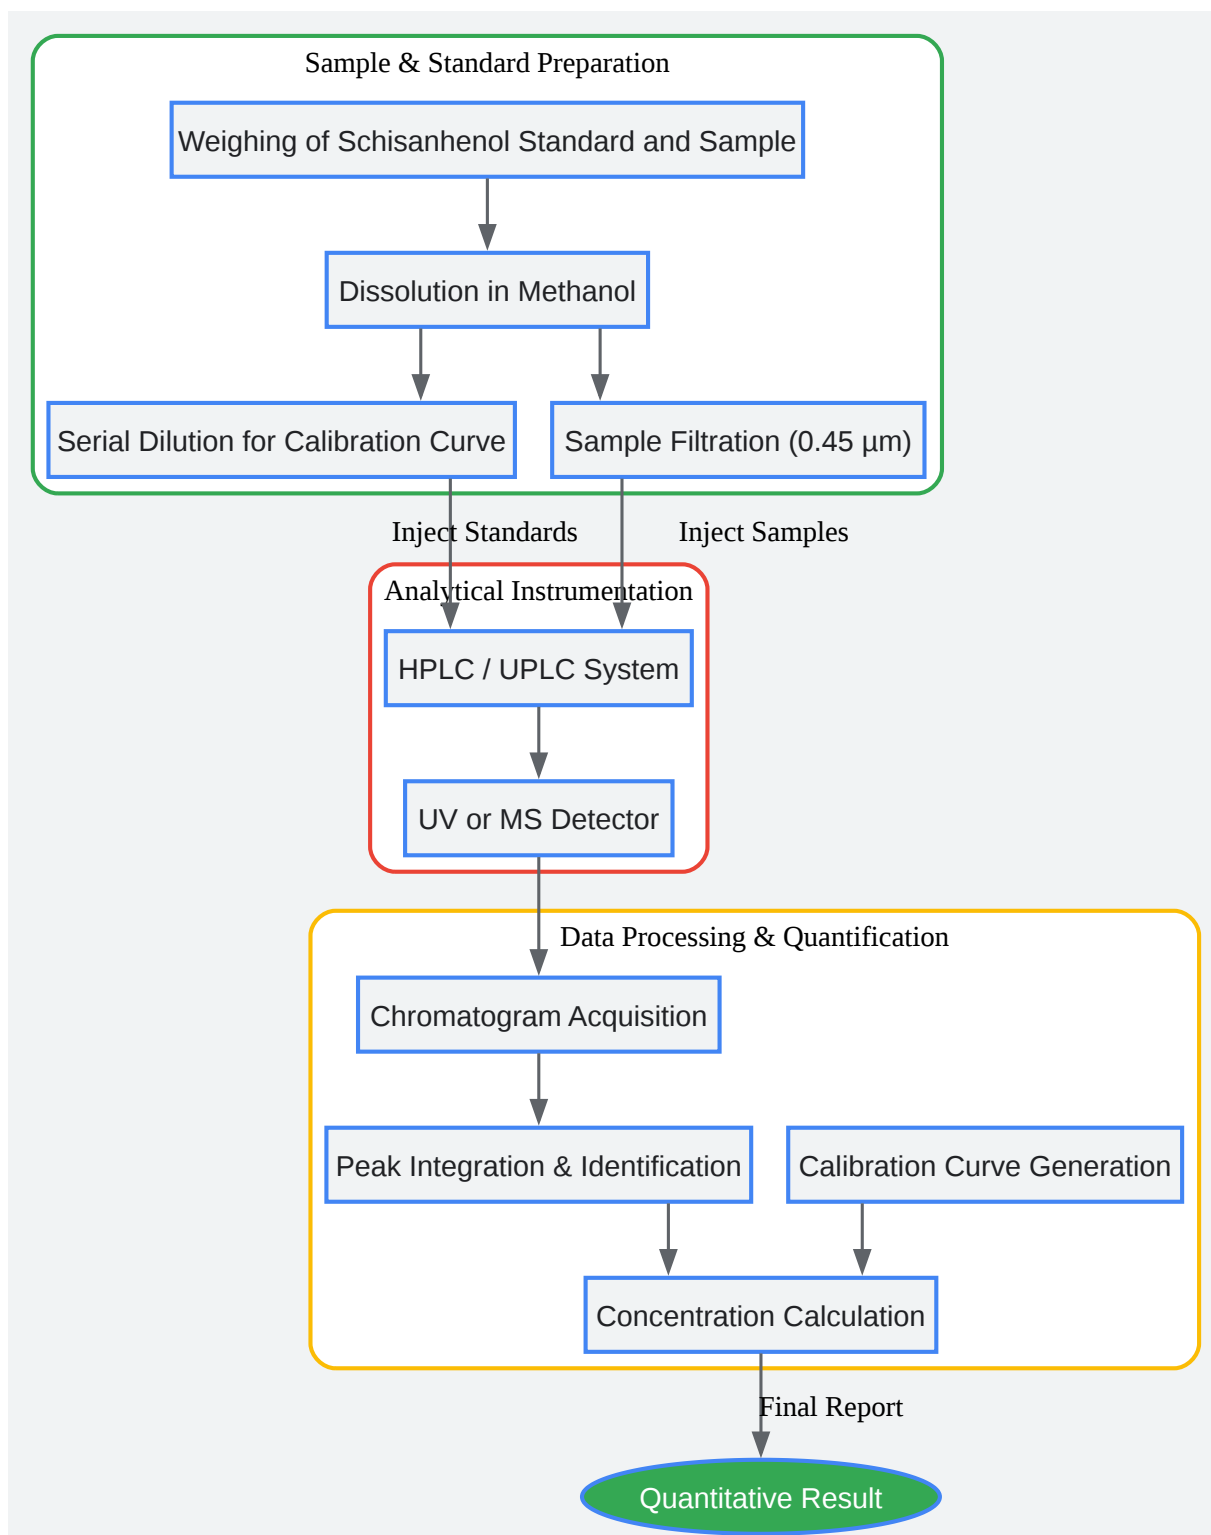 Sample & Standard Preparation
Weighing of Schisanhenol Standard and Sample
Dissolution in Methanol
Serial Dilution for Calibration Curve
Sample Filtration (0.45 µm)
Inject Standards
Inject Samples
Analytical Instrumentation
HPLC / UPLC System
UV or MS Detector
Data Processing & Quantification
Chromatogram Acquisition
Peak Integration & Identification
Calibration Curve Generation
Concentration Calculation
Final Report
Quantitative Result